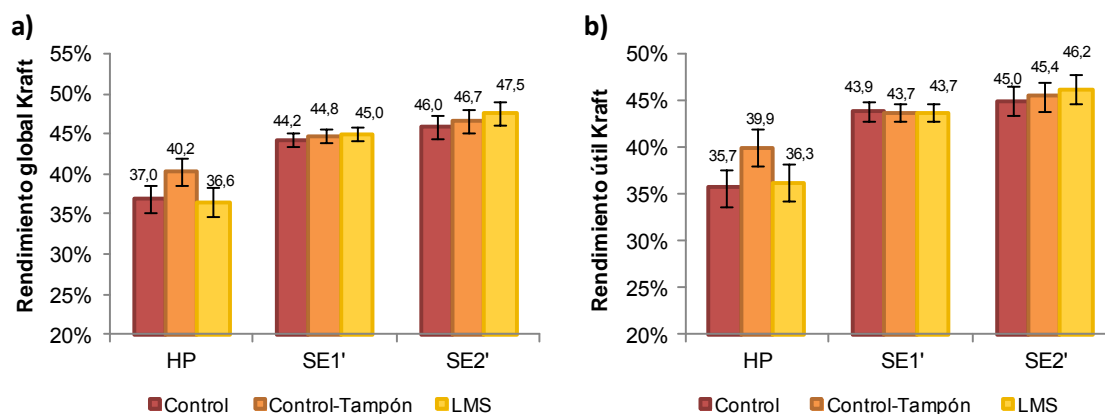 a)
Rendimiento global Kraft
55%
50%
45%
40%
35%
30%
25%
20%
37,0
40,2
36,6
44,2
44,8
45,0
46,0
46,7
47,5
HP
SE1'
SE2'
Control
Control-Tampón
LMS
b)
Rendimiento útil Kraft
50%
45%
40%
35%
30%
25%
20%
35,7
39,9
36,3
43,9
43,7
43,7
45,0
45,4
46,2
HP
SE1'
SE2'
Control
Control-Tampón
LMS